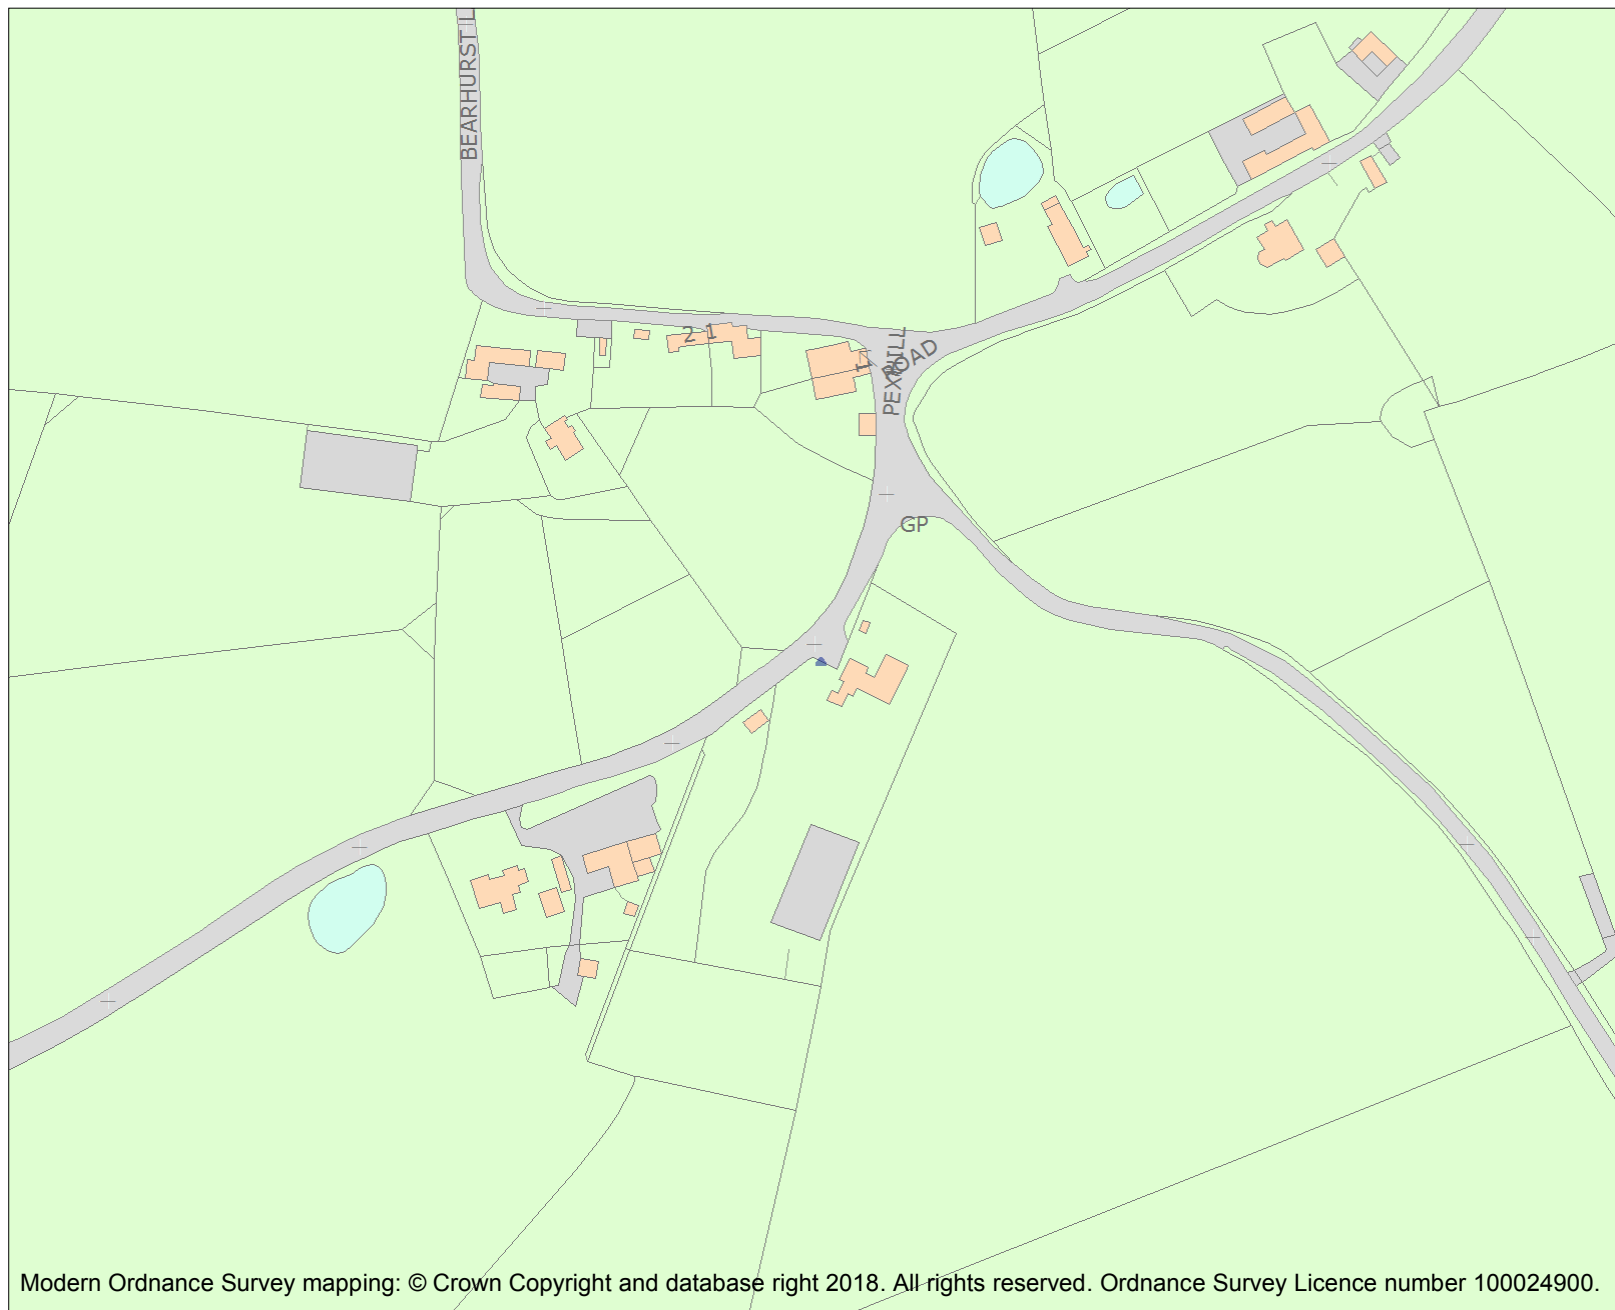 BEARHURST L
2 1
1
PEXHILL
ROAD
GP
Modern Ordnance Survey mapping: © Crown Copyright and database right 2018. All rights reserved. Ordnance Survey Licence number 100024900.